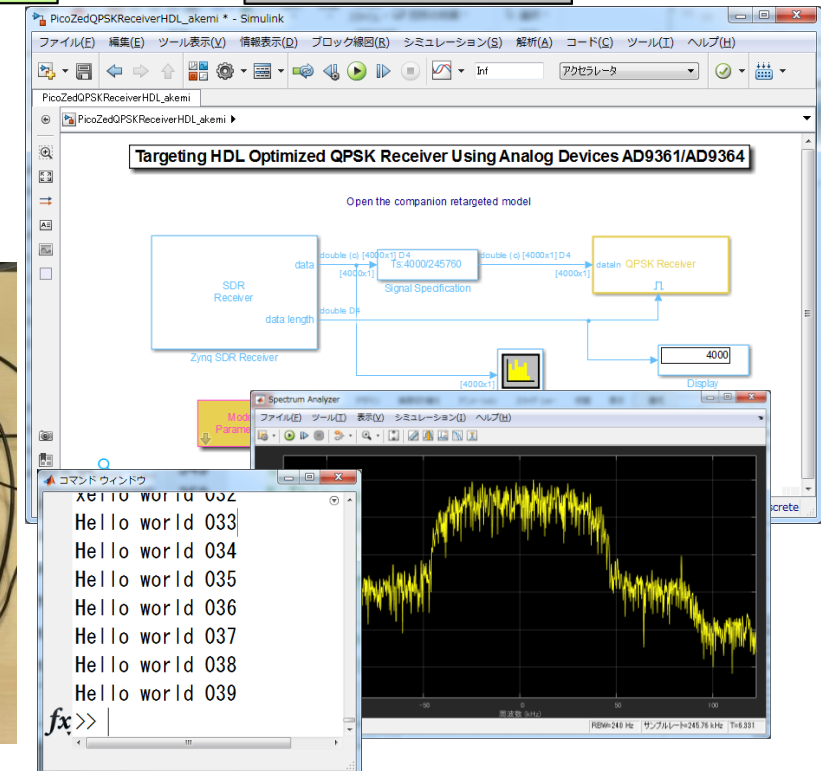 PicoZedQPSKReceiverHDL_akemi * - Simulink
ファイル(F) 編集(E) ツール表示(V) 情報表示(D) ブロック線図(R) シミュレーション(S) 解析(A) コード(C) ツール(T) ヘルプ(H)
Inf アクセラレータ
PicoZedQPSKReceiverHDL_akemi
PicoZedQPSKReceiverHDL_akemi
Targeting HDL Optimized QPSK Receiver Using Analog Devices AD9361/AD9364
Open the companion retargeted model
SDR
Receiver
data
data length
Zynq SDR Receiver
double (c) [4000x1] D4
[4000x1]
double D4
Ts:4000/245760
Signal Specification
double (c) [4000x1] D4
[4000x1]
dataIn QPSK Receiver
4000
Display
[4000x1]
Mode
Parame
screte
Spectrum Analyzer
ファイル(F) ツール(T) 表示(V) シミュレーション(I) ヘルプ(H)
-50 0 50 100
周波数 (kHz)
RBW=240 Hz サンプルレート=245.76 kHz T=6.331
コマンド ウィンドウ
xello world 032
Hello world 033
Hello world 034
Hello world 035
Hello world 036
Hello world 037
Hello world 038
Hello world 039
fx >>